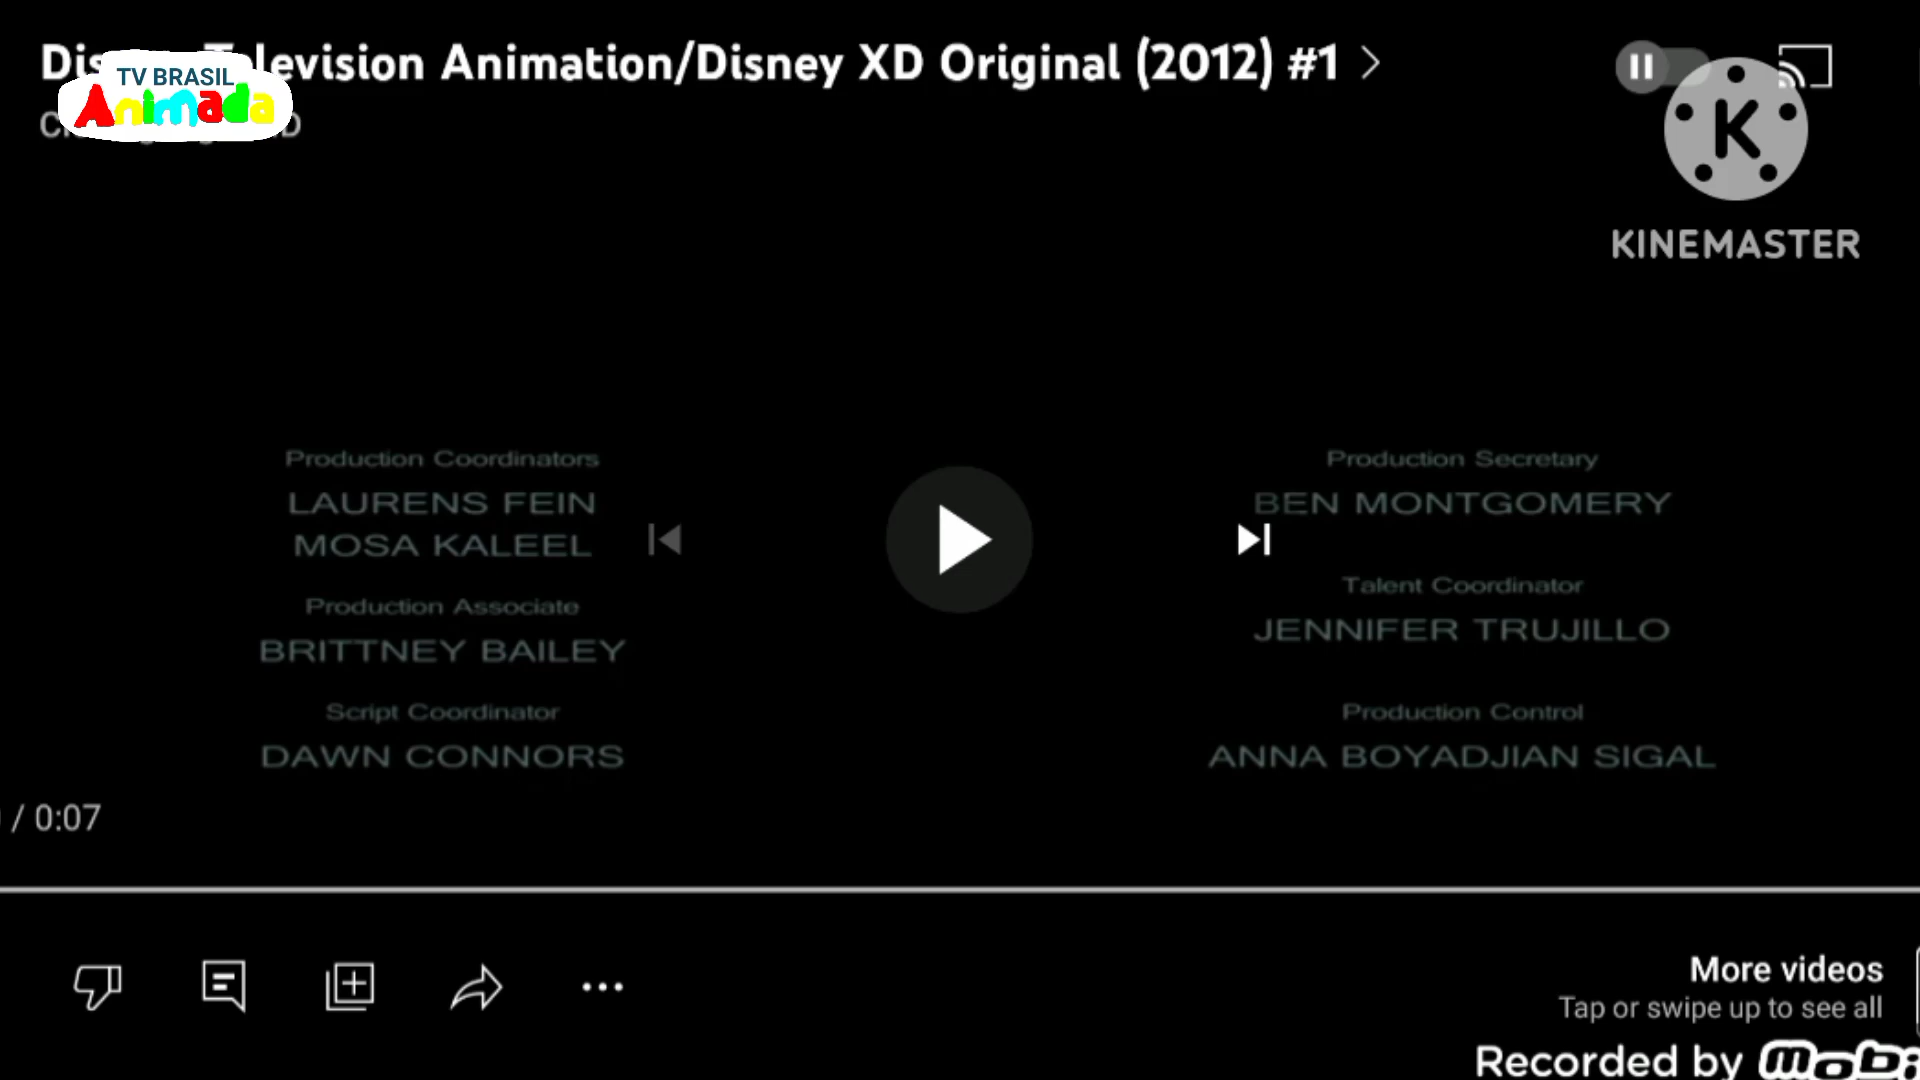 Television Animation/Disney XD Original (2012) #1
TV BRASIL
Animada
KINEMASTER
Production Coordinators
LAURENS FEIN
MOSA KALEEL
Production Associate
BRITTNEY BAILEY
Script Coordinator
DAWN CONNORS
Production Secretary
BEN MONTGOMERY
Talent Coordinator
JENNIFER TRUJILLO
Production Control
ANNA BOYADJIAN SIGAL
/ 0:07
More videos
Tap or swipe up to see all
Recorded by mobi